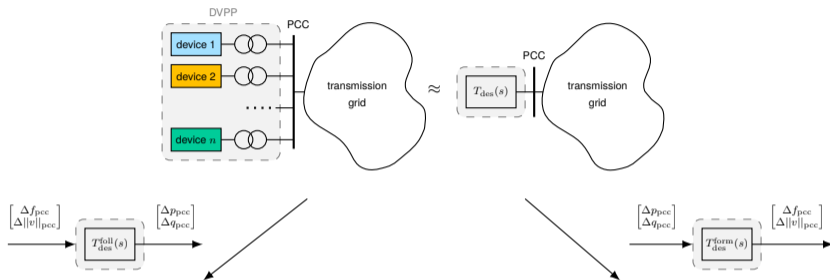 DVPP
PCC
device 1
device 2
.....
device n
transmission
grid
≈
PCC
T_des(s)
transmission
grid
[Δf_pcc
Δ||v||_pcc]
T_des^foll(s)
[Δp_pcc
Δq_pcc]
[Δp_pcc
Δq_pcc]
T_des^form(s)
[Δf_pcc
Δ||v||_pcc]